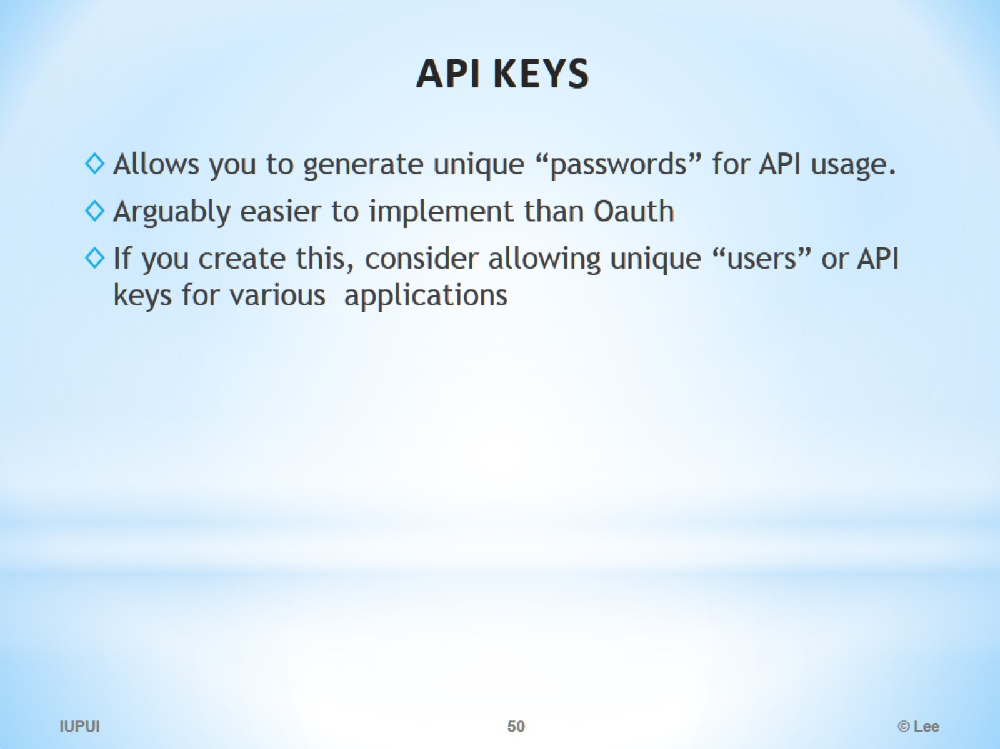 API KEYS
◇ Allows you to generate unique “passwords” for API usage.
◇ Arguably easier to implement than Oauth
◇ If you create this, consider allowing unique “users” or API
keys for various  applications
IUPUI
50
© Lee